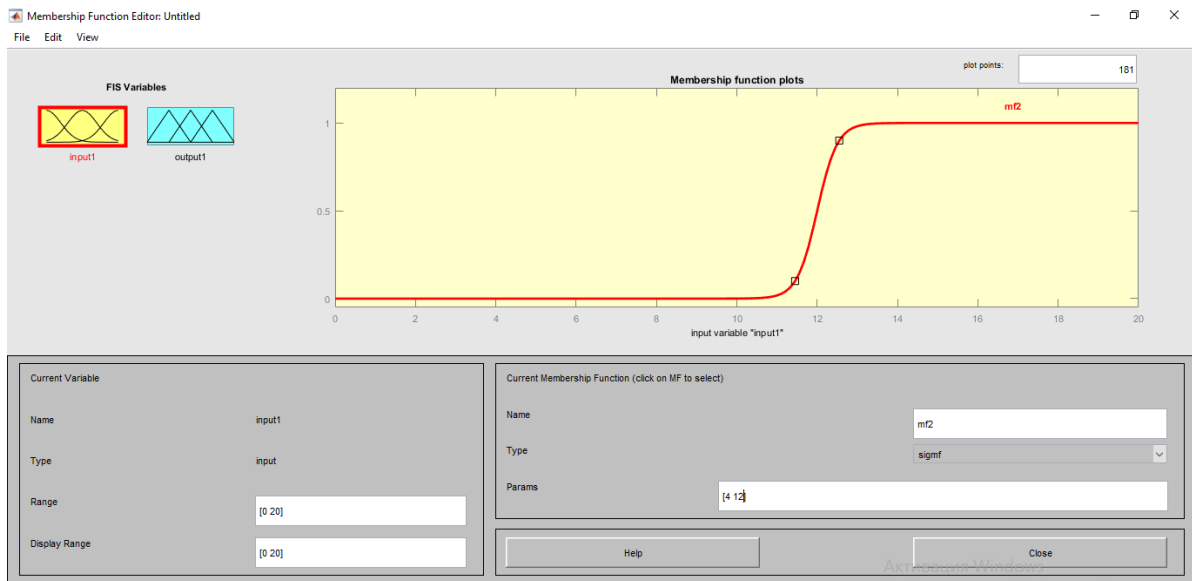 Membership Function Editor: Untitled
File Edit View
FIS Variables
input1
output1
plot points:
181
Membership function plots
mf2
1
0.5
0
0 2 4 6 8 10 12 14 16 18 20
input variable "input1"
Current Variable
Name input1
Type input
Range [0 20]
Display Range [0 20]
Current Membership Function (click on MF to select)
Name mf2
Type sigmf
Params [4 12]
Help
Close
Активация Windows